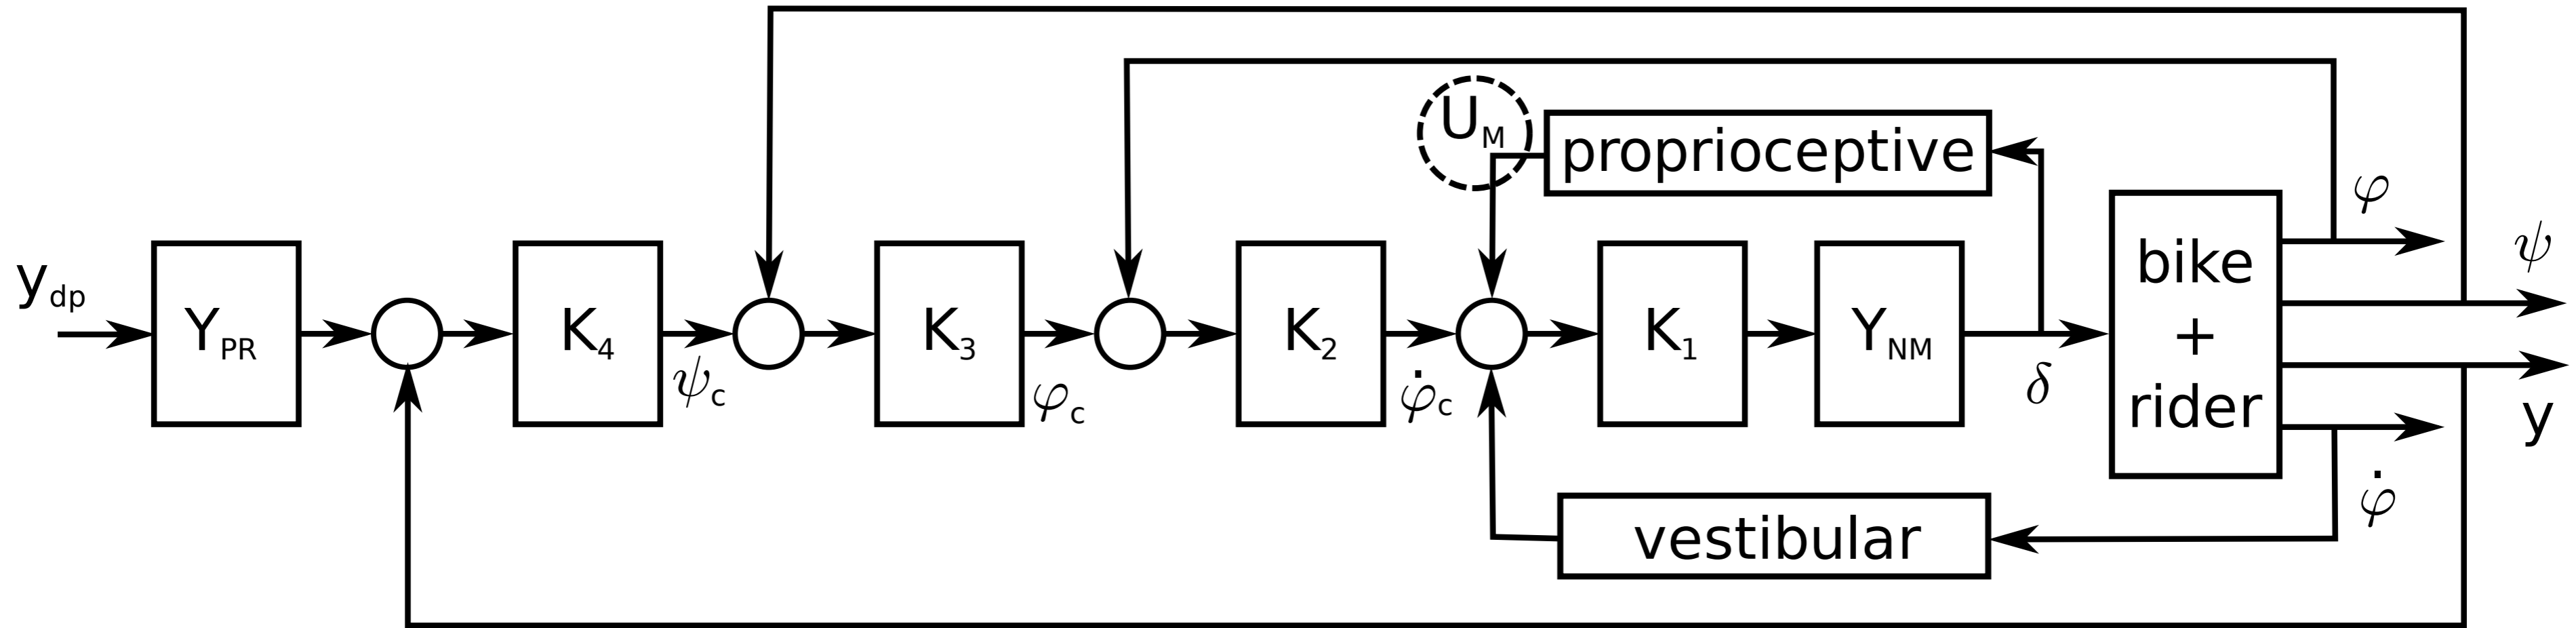 y_dp
Y_PR
K_4
ψ_c
K_3
φ_c
K_2
φ̇_c
U_M
proprioceptive
K_1
Y_NM
δ
vestibular
bike
+
rider
φ
ψ
y
φ̇